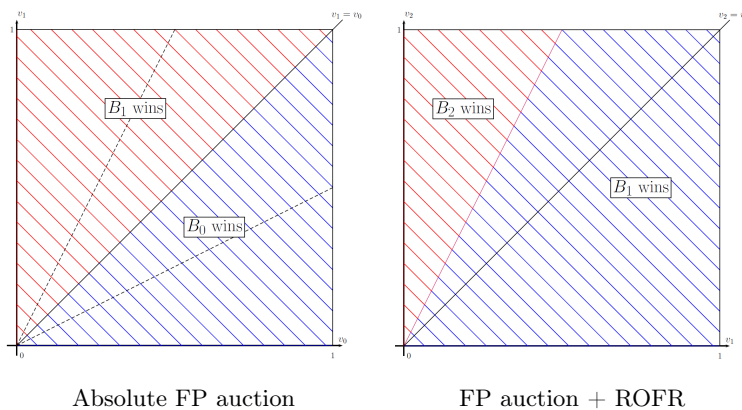 v₁ v₁ = v₀
1
B₁ wins
B₀ wins
v₀
0 1
Absolute FP auction
v₂ v₂ = v
1
B₂ wins
B₁ wins
v₁
0 1
FP auction + ROFR